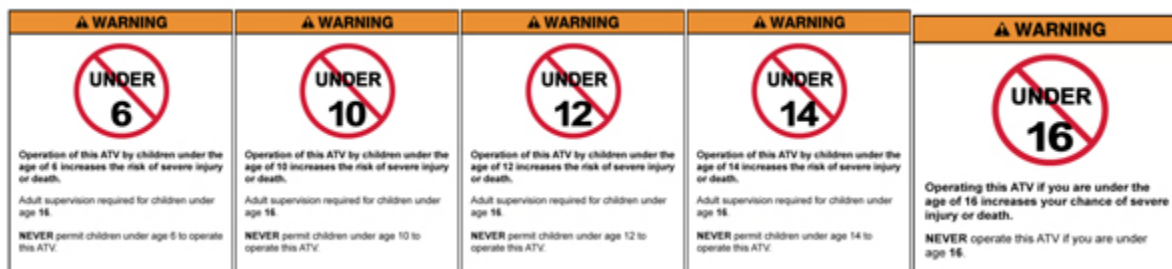 WARNING
UNDER
6
Operation of this ATV by children under the
age of 6 increases the risk of severe injury
or death.
Adult supervision required for children under
age 16.
NEVER permit children under age 6 to operate
this ATV.
WARNING
UNDER
10
Operation of this ATV by children under the
age of 10 increases the risk of severe injury
or death.
Adult supervision required for children under
age 16.
NEVER permit children under age 10 to
operate this ATV.
WARNING
UNDER
12
Operation of this ATV by children under the
age of 12 increases the risk of severe injury
or death.
Adult supervision required for children under
age 16.
NEVER permit children under age 12 to
operate this ATV.
WARNING
UNDER
14
Operation of this ATV by children under the
age of 14 increases the risk of severe injury
or death.
Adult supervision required for children under
age 16.
NEVER permit children under age 14 to
operate this ATV.
WARNING
UNDER
16
Operating this ATV if you are under the
age of 16 increases your chance of severe
injury or death.
NEVER operate this ATV if you are under
age 16.